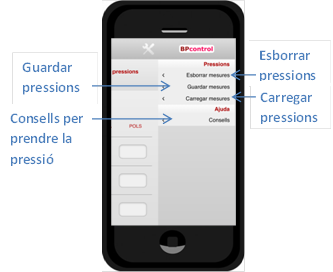 BPcontrol
Pressions
pressions
Esborrar mesures
Guardar mesures
Carregar mesures
Ajuda
Consells
POLS
Guardar
pressions
Consells per
prendre la
pressió
Esborrar
pressions
Carregar
pressions